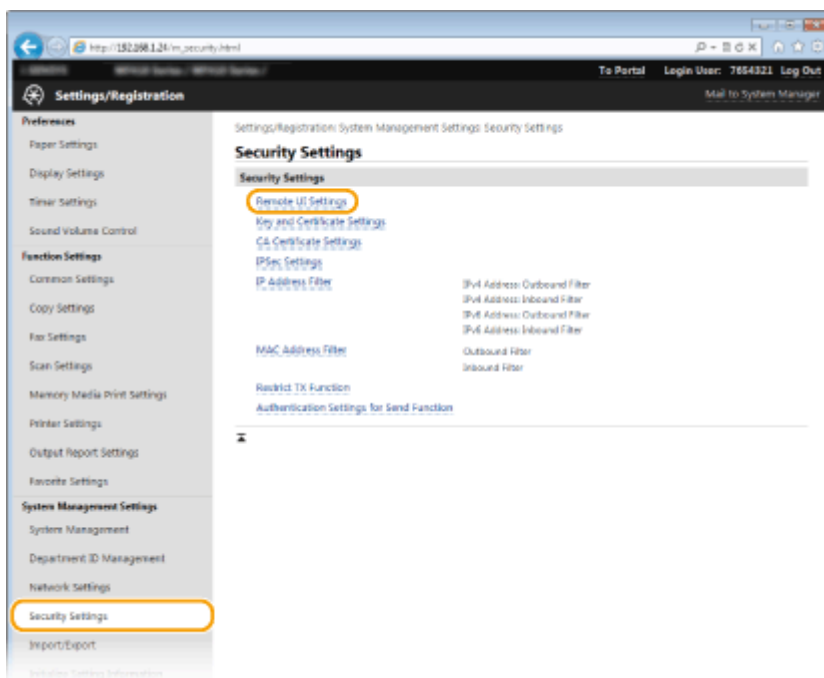 http://192.168.1.24/m_security.html
To Portal Login User: 7654321 Log Out
Settings/Registration
Mail to System Manager
Preferences
Paper Settings
Display Settings
Timer Settings
Sound Volume Control
Function Settings
Common Settings
Copy Settings
Fax Settings
Scan Settings
Memory Media Print Settings
Printer Settings
Output Report Settings
Favorite Settings
System Management Settings
System Management
Department ID Management
Network Settings
Security Settings
Import/Export
Initialize Setting Information
Settings/Registration: System Management Settings: Security Settings
Security Settings
Security Settings
Remote UI Settings
Key and Certificate Settings
CA Certificate Settings
IPSec Settings
IP Address Filter
IPv4 Address: Outbound Filter
IPv4 Address: Inbound Filter
IPv6 Address: Outbound Filter
IPv6 Address: Inbound Filter
MAC Address Filter
Outbound Filter
Inbound Filter
Restrict TX Function
Authentication Settings for Send Function